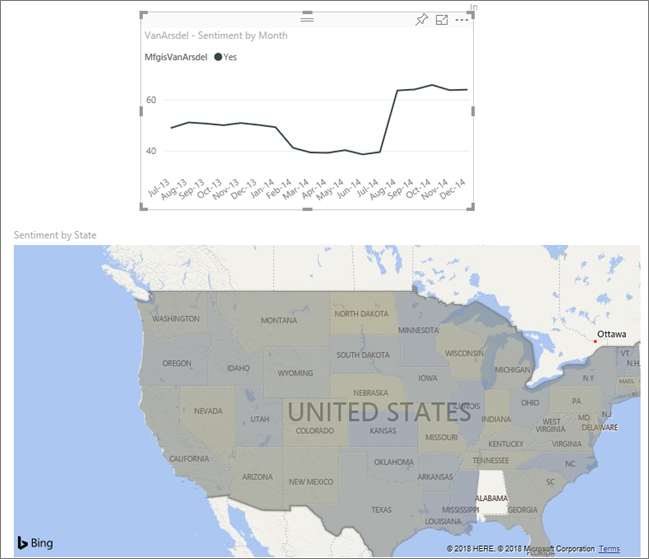 In
VanArsdel - Sentiment by Month
MfgisVanArsdel Yes
60
40
Jul-13 Aug-13 Sep-13 Oct-13 Nov-13 Dec-13 Jan-14 Feb-14 Mar-14 Apr-14 May-14 Jun-14 Jul-14 Aug-14 Sep-14 Oct-14 Nov-14 Dec-14
Sentiment by State
WASHINGTON
MONTANA
NORTH DAKOTA
MINNESOTA
Ottawa
OREGON
IDAHO
WYOMING
SOUTH DAKOTA
WISCONSIN
MICHIGAN
VT.
N.H.
IOWA
N.Y.
MASS.
NEBRASKA
NEVADA
UTAH
COLORADO
UNITED STATES
KANSAS
ILLINOIS
MISSOURI
INDIANA
OHIO
PA
NJ
MD
DELAWARE
WEST
VIRGINIA
VIRGINIA
KENTUCKY
CALIFORNIA
ARIZONA
NEW MEXICO
OKLAHOMA
ARKANSAS
TENNESSEE
NC
SC
TEXAS
LOUISIANA
MISSISSIPPI
ALABAMA
GEORGIA
FLORIDA
Bing
© 2018 HERE, © 2018 Microsoft Corporation Terms